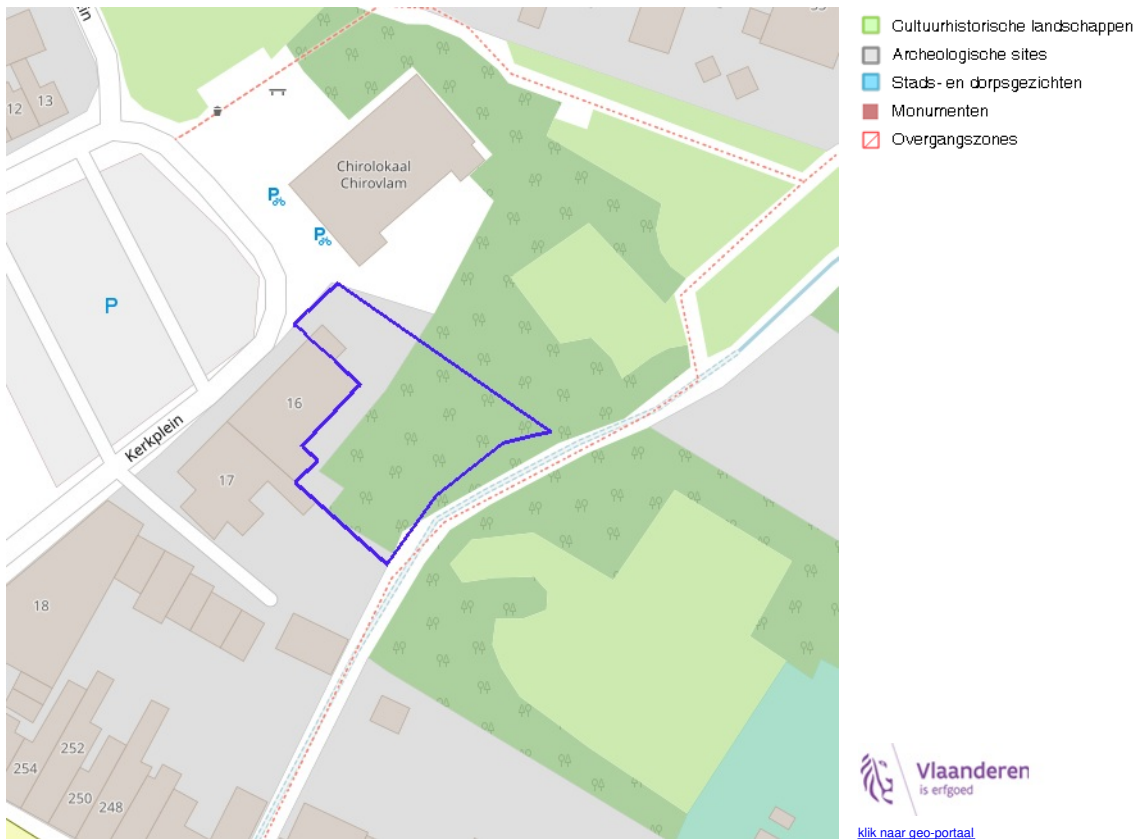 ein
12
13
Chirolokaal
Chirovlam
P
P
P
16
Kerkplein
17
18
252
254
250
248
Cultuurhistorische landschappen
Archeologische sites
Stads- en dorpsgezichten
Monumenten
Overgangszones
Vlaanderen
is erfgoed
klik naar geo-portaal